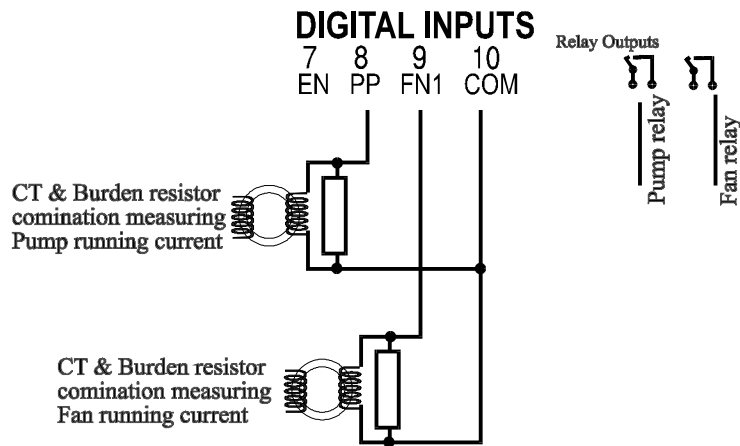 DIGITAL INPUTS
7 8 9 10
EN PP FN1 COM
Relay Outputs
Pump relay
Fan relay
CT & Burden resistor
comination measuring
Pump running current
CT & Burden resistor
comination measuring
Fan running current